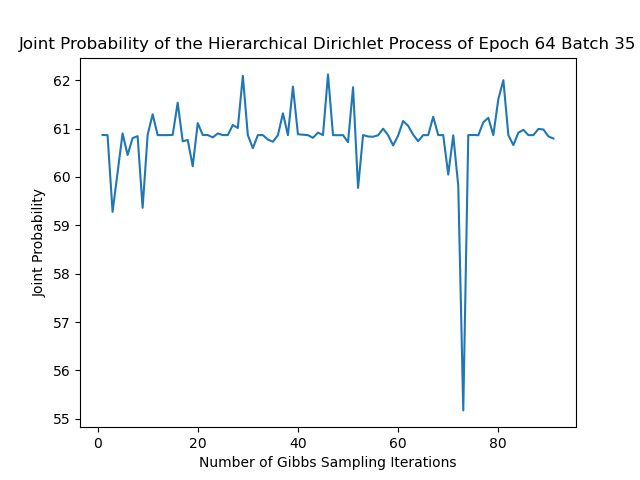 Joint Probability of the Hierarchical Dirichlet Process of Epoch 64 Batch 35
62
61
60
59
58
57
56
55
Joint Probability
0 20 40 60 80
Number of Gibbs Sampling Iterations